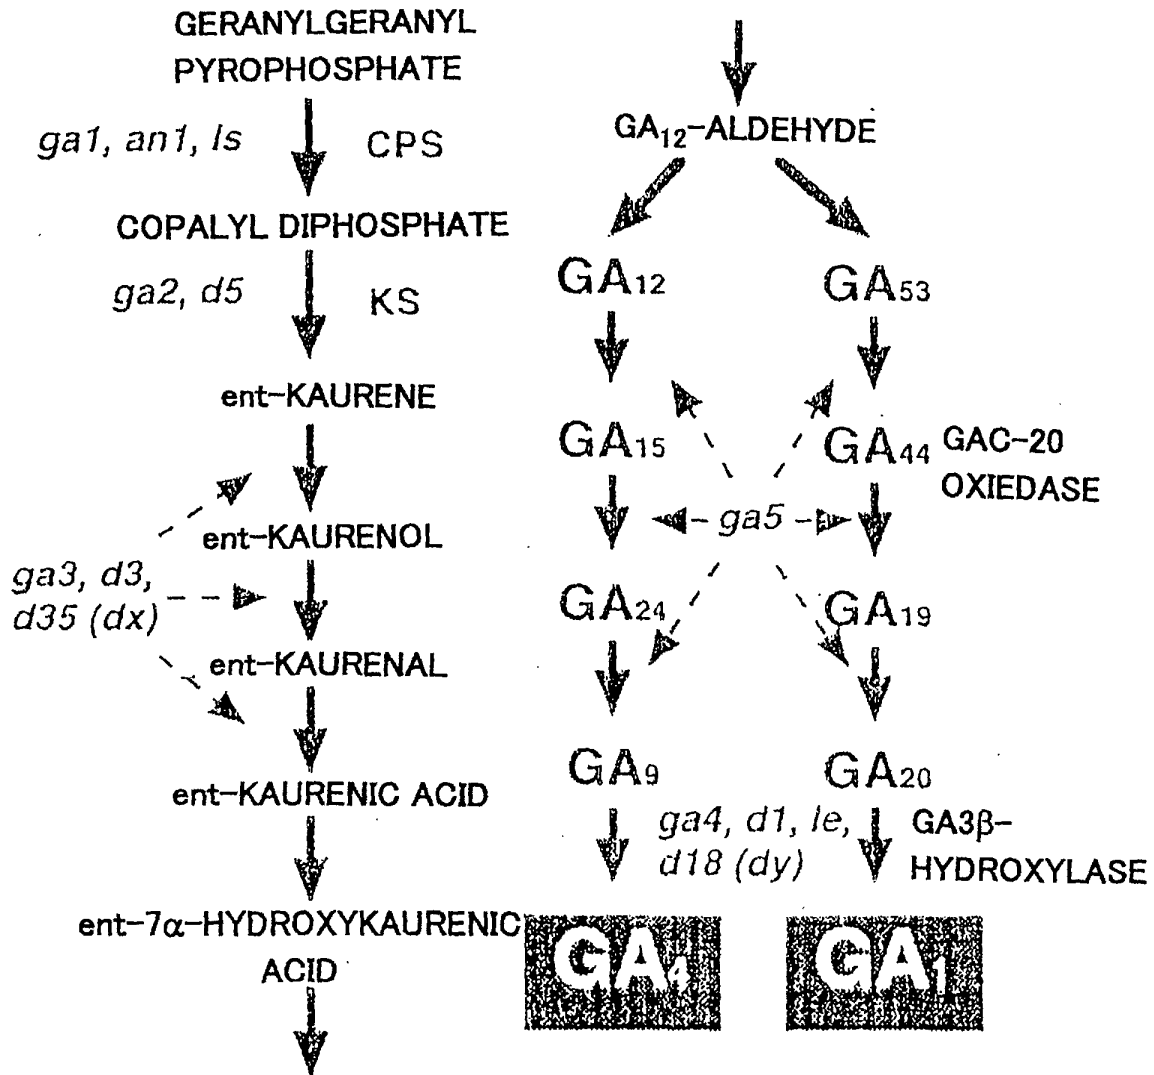 GERANYLGERANYL
PYROPHOSPHATE
ga1, an1, ls
CPS
COPALYL DIPHOSPHATE
ga2, d5
KS
ent-KAURENE
ent-KAURENOL
ga3, d3,
d35 (dx)
ent-KAURENAL
ent-KAURENIC ACID
ent-7α-HYDROXYKAURENIC
ACID
GA12-ALDEHYDE
GA12
GA53
GA15
GA44
GAC-20
OXIEDASE
ga5
GA24
GA19
GA9
GA20
ga4, d1, le,
d18 (dy)
GA3β-
HYDROXYLASE
GA4
GA1